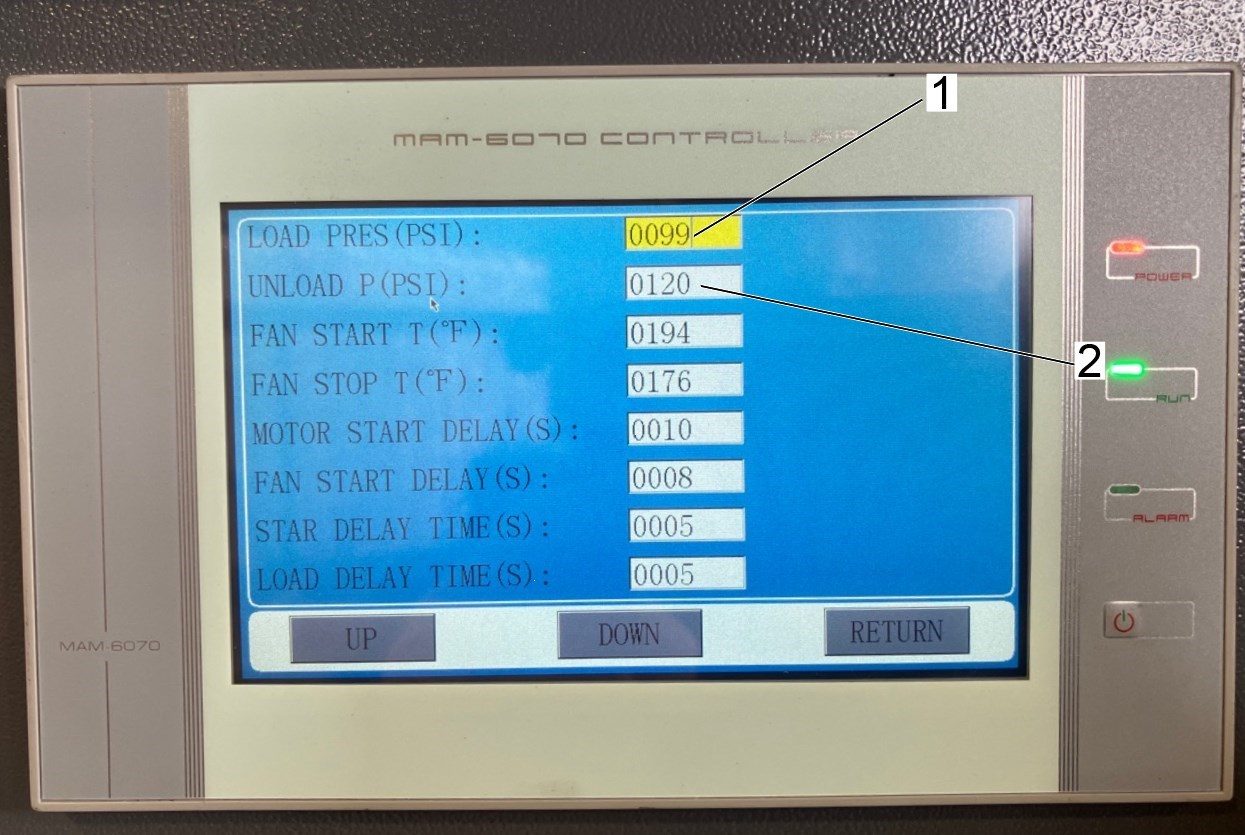 1
MAM-6070 CONTROLLER
LOAD PRES(PSI): 0099
UNLOAD P(PSI): 0120
FAN START T(℉): 0194
FAN STOP T(℉): 0176
MOTOR START DELAY(S): 0010
FAN START DELAY(S): 0008
STAR DELAY TIME(S): 0005
LOAD DELAY TIME(S): 0005
UP DOWN RETURN
POWER
2
RUN
ALARM
MAM-6070